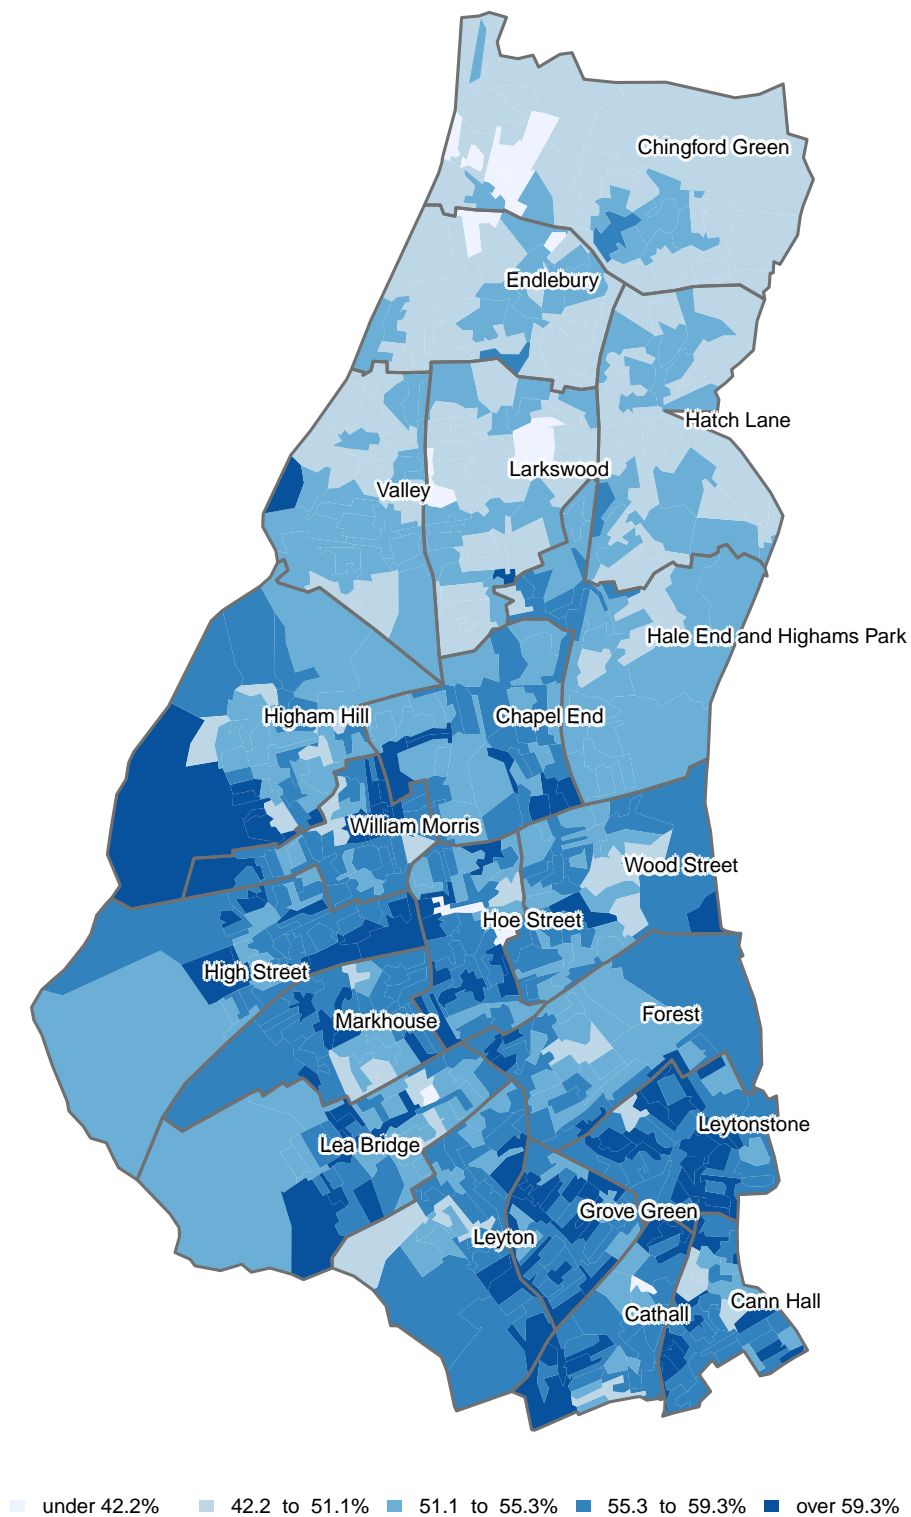 Chingford Green
Endlebury
Hatch Lane
Larkswood
Valley
Hale End and Highams Park
Higham Hill
Chapel End
William Morris
Wood Street
Hoe Street
High Street
Forest
Markhouse
Leytonstone
Lea Bridge
Grove Green
Leyton
Cann Hall
Cathall
under 42.2% 42.2 to 51.1% 51.1 to 55.3% 55.3 to 59.3% over 59.3%